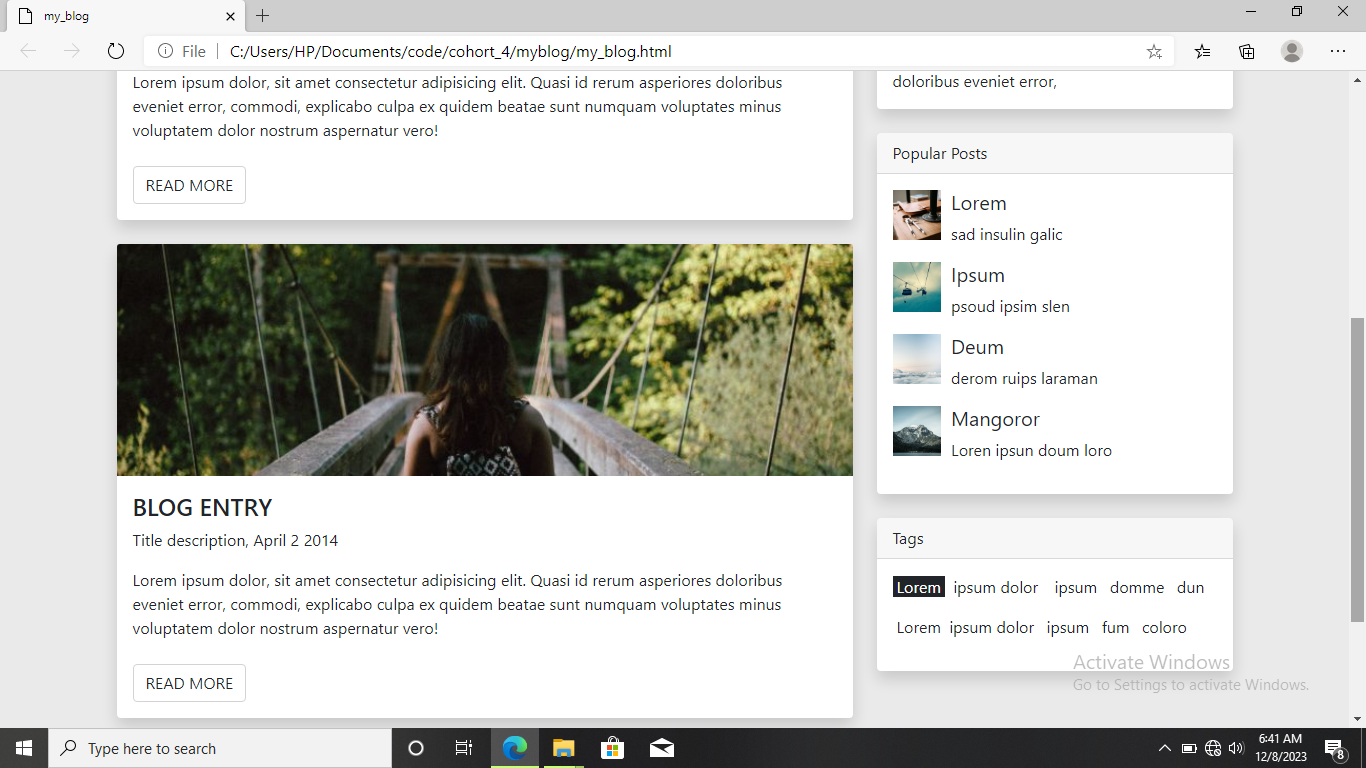 my_blog
File
C:/Users/HP/Documents/code/cohort_4/myblog/my_blog.html
Lorem ipsum dolor, sit amet consectetur adipisicing elit. Quasi id rerum asperiores doloribus
eveniet error, commodi, explicabo culpa ex quidem beatae sunt numquam voluptates minus
voluptatem dolor nostrum aspernatur vero!
READ MORE
BLOG ENTRY
Title description, April 2 2014
Lorem ipsum dolor, sit amet consectetur adipisicing elit. Quasi id rerum asperiores doloribus
eveniet error, commodi, explicabo culpa ex quidem beatae sunt numquam voluptates minus
voluptatem dolor nostrum aspernatur vero!
READ MORE
doloribus eveniet error,
Popular Posts
Lorem
sad insulin galic
Ipsum
psoud ipsim slen
Deum
derom ruips laraman
Mangoror
Loren ipsun doum loro
Tags
Lorem ipsum dolor ipsum domme dun
Lorem ipsum dolor ipsum fum coloro
Activate Windows
Go to Settings to activate Windows.
Type here to search
6:41 AM
12/8/2023
8